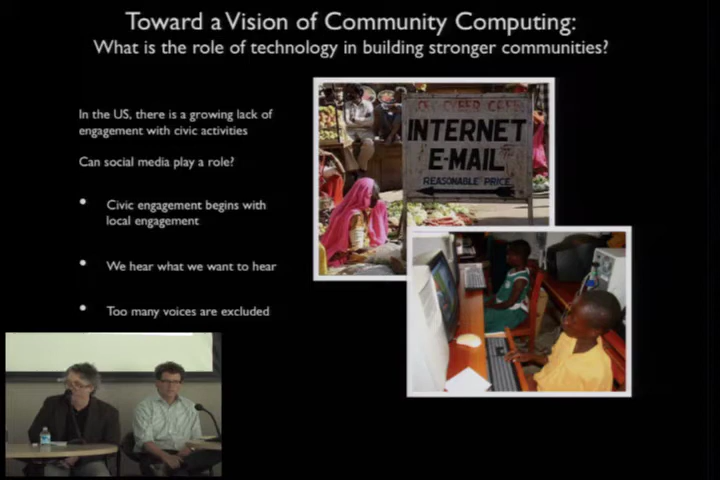 Toward a Vision of Community Computing:
What is the role of technology in building stronger communities?
In the US, there is a growing lack of
engagement with civic activities
Can social media play a role?
• Civic engagement begins with
local engagement
• We hear what we want to hear
• Too many voices are excluded
CYBER CAFE
INTERNET
E-MAIL
REASONABLE PRICE